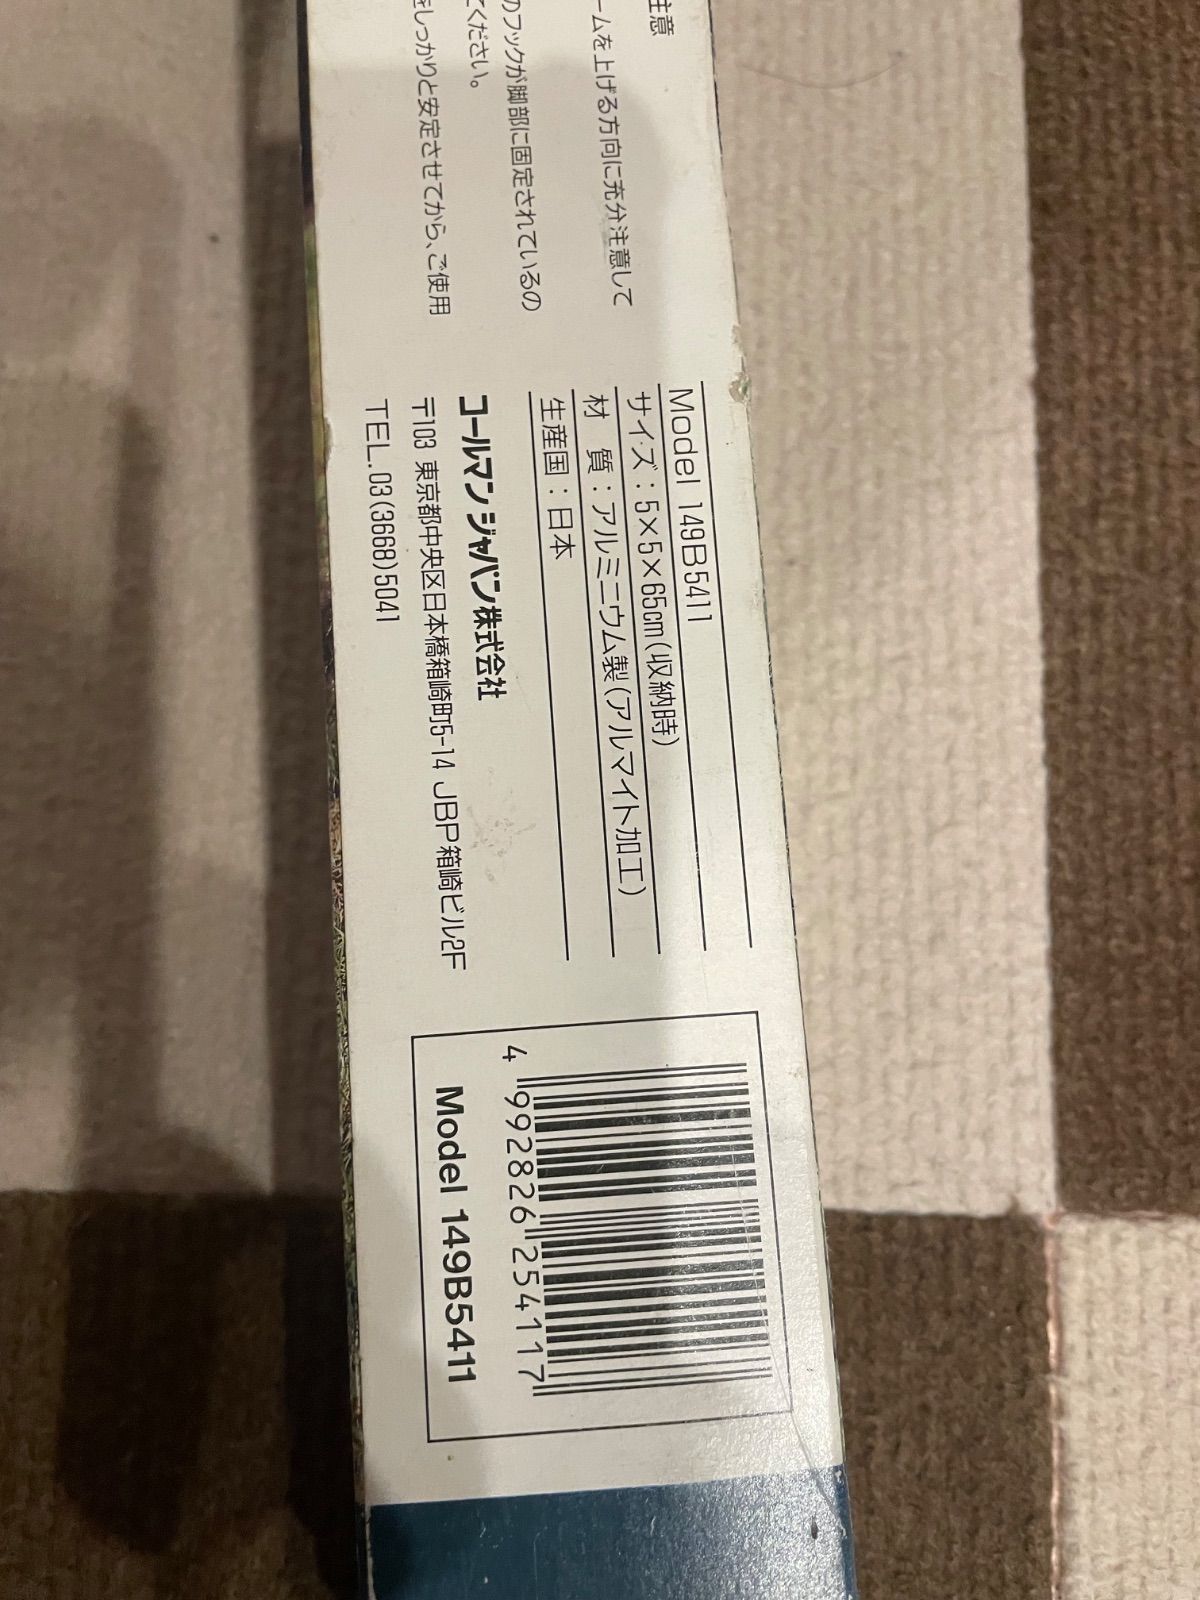 注意
ームを上げる方向に充分注意して
のフックが脚部に固定されているの
てください。
をしっかりと安定させてから、ご使用
Model 149B5411
サイズ：5×5×65cm(収納時)
材　質：アルミニウム製(アルマイト加工)
生産国：日本
コールマン ジャパン株式会社
〒103 東京都中央区日本橋箱崎町5-14 JBP箱崎ビル2F
TEL.03(3668)5041
4 992826 254117
Model 149B5411